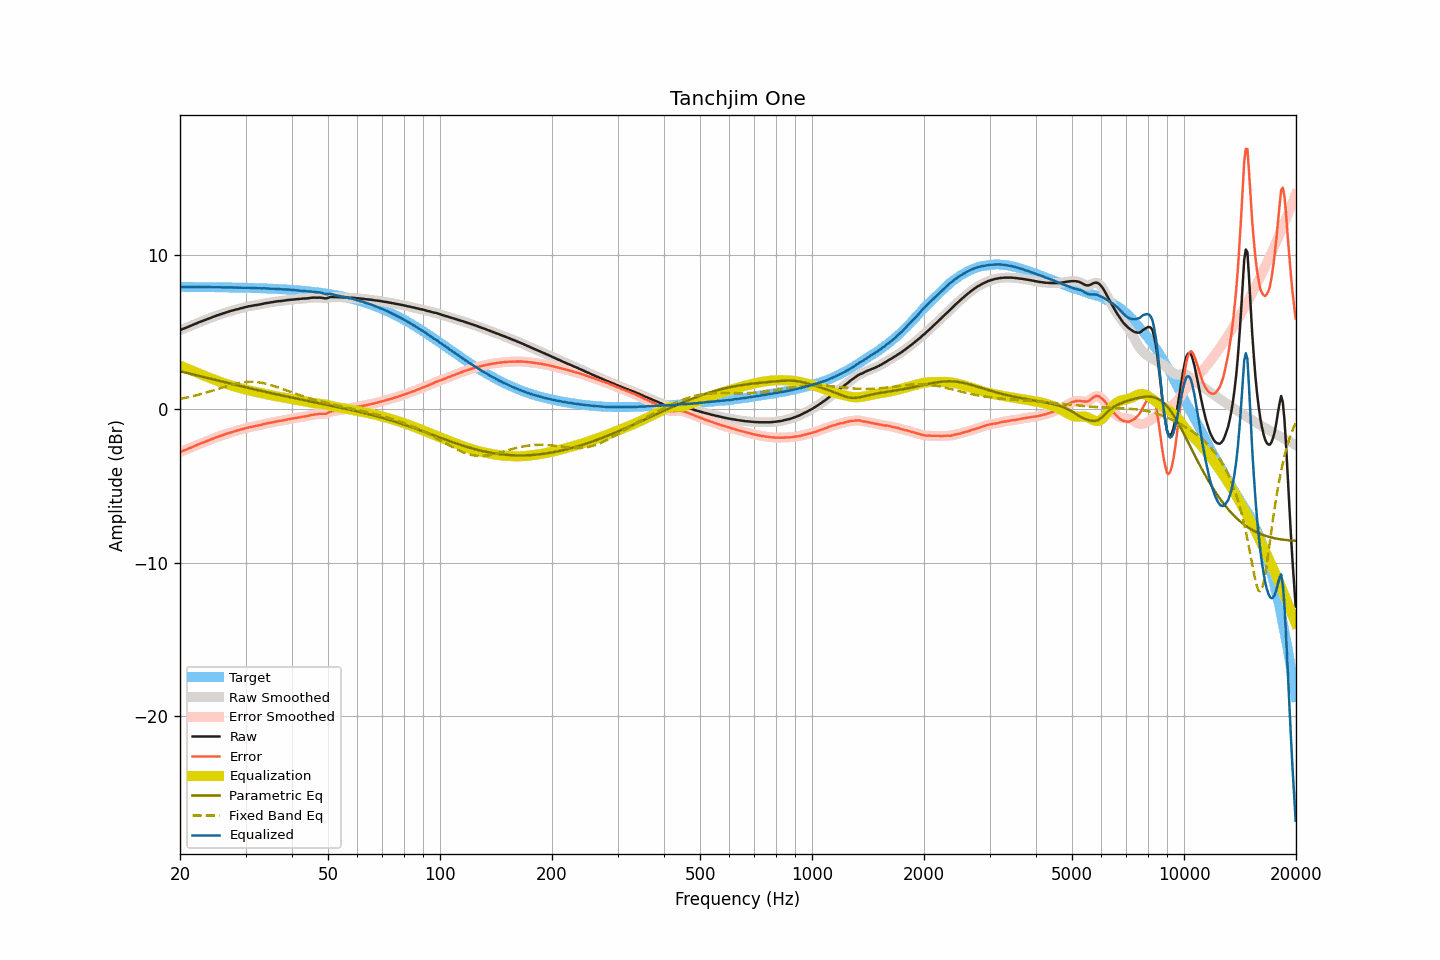 Tanchjim One
10
0
−10
−20
Amplitude (dBr)
Target
Raw Smoothed
Error Smoothed
Raw
Error
Equalization
Parametric Eq
Fixed Band Eq
Equalized
20 50 100 200 500 1000 2000 5000 10000 20000
Frequency (Hz)